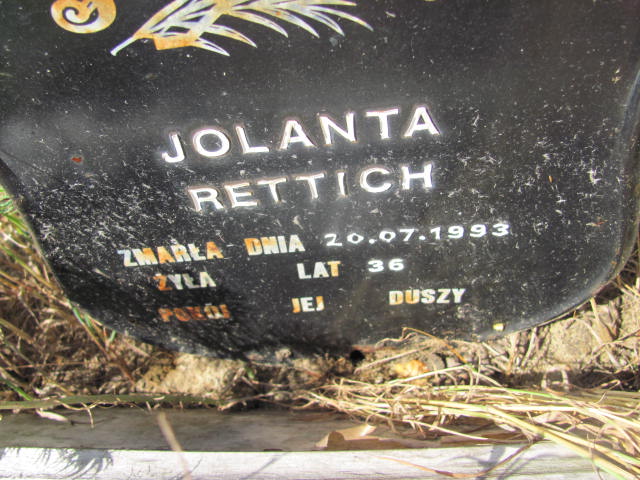 JOLANTA
RETTICH
ZMARŁA DNIA 20.07.1993
ŻYŁA LAT 36
POKÓJ JEJ DUSZY